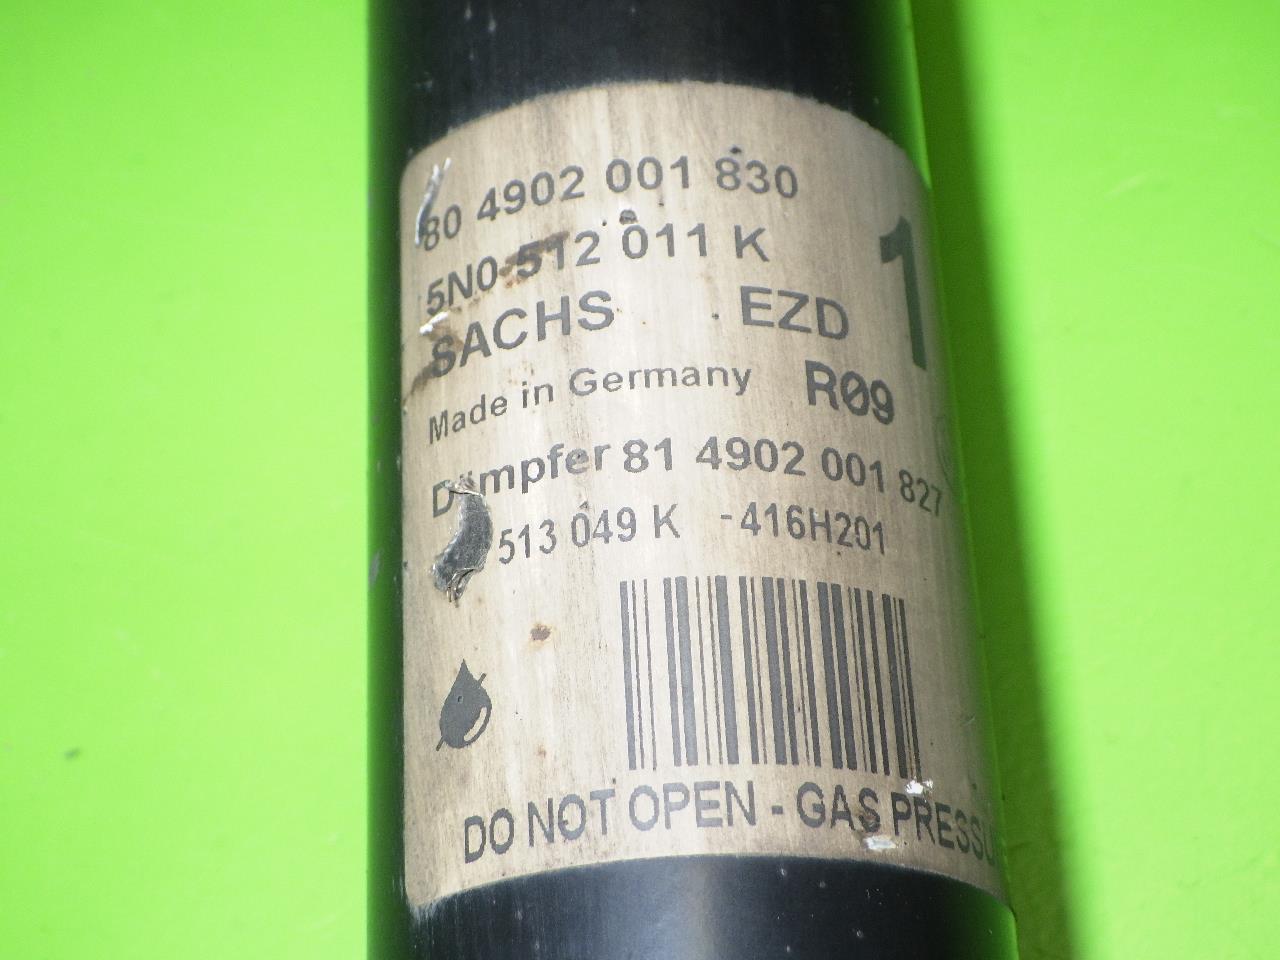 80 4902 001 830
5N0 512 011 K
1
SACHS EZD
Made in Germany R09
Dämpfer 81 4902 001 827
513 049 K -416H201
DO NOT OPEN - GAS